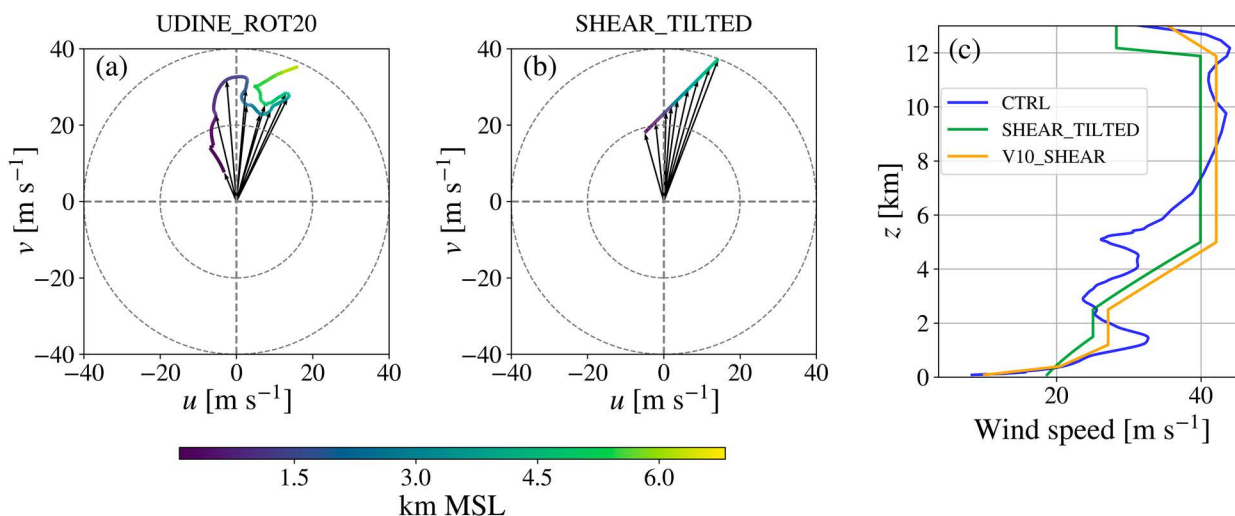 UDINE_ROT20
(a)
40
20
0
−20
−40
v [m s⁻¹]
−40 −20 0 20 40
u [m s⁻¹]
SHEAR_TILTED
(b)
40
20
0
−20
−40
v [m s⁻¹]
−40 −20 0 20 40
u [m s⁻¹]
1.5 3.0 4.5 6.0
km MSL
(c)
12
10
8
6
4
2
0
z [km]
CTRL
SHEAR_TILTED
V10_SHEAR
20 40
Wind speed [m s⁻¹]